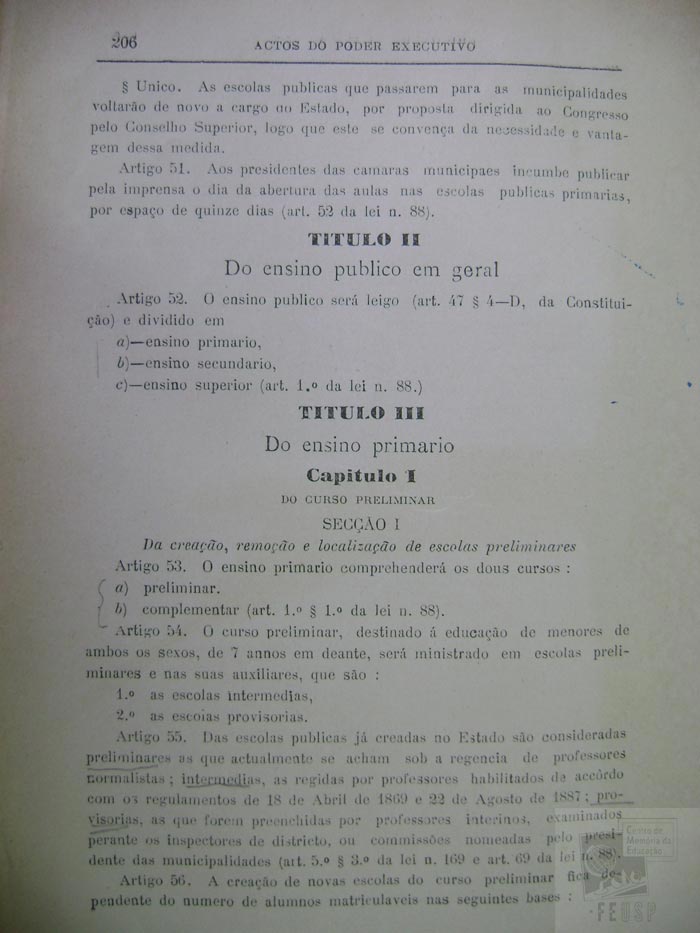 206 ACTOS DO PODER EXECUTIVO
§ Unico. As escolas publicas que passarem para as municipalidades
voltarão de novo a cargo do Estado, por proposta dirigida ao Congresso
pelo Conselho Superior, logo que este se convença da necessidade e vanta-
gem dessa medida.
Artigo 51. Aos presidentes das camaras municipaes incumbe publicar
pela imprensa o dia da abertura das aulas nas escolas publicas primarias,
por espaço de quinze dias (art. 52 da lei n. 88).
TITULO II
Do ensino publico em geral
Artigo 52. O ensino publico será leigo (art. 47 § 4—D, da Constitui-
ção) e dividido em
a)—ensino primario,
b)—ensino secundario,
c)—ensino superior (art. 1.º da lei n. 88.)
TITULO III
Do ensino primario
Capitulo I
DO CURSO PRELIMINAR
SECÇÃO I
Da creação, remoção e localização de escolas preliminares
Artigo 53. O ensino primario comprehenderá os dous cursos :
a) preliminar.
b) complementar (art. 1.º § 1.º da lei n. 88).
Artigo 54. O curso preliminar, destinado á educação de menores de
ambos os sexos, de 7 annos em deante, será ministrado em escolas preli-
minares e nas suas auxiliares, que são :
1.º as escolas intermedias,
2.º as escolas provisorias.
Artigo 55. Das escolas publicas já creadas no Estado são consideradas
preliminares as que actualmente se acham sob a regencia de professores
normalistas ; intermedias, as regidas por professores habilitados de accôrdo
com os regulamentos de 18 de Abril de 1869 e 22 de Agosto de 1887 ; pro-
visorias, as que forem preenchidas por professores interinos, examinados
perante os inspectores de districto, ou commissões nomeadas pelo presi-
dente das municipalidades (art. 5.º § 3.º da lei n. 169 e art. 69 da lei n. 88).
Artigo 56. A creação de novas escolas do curso preliminar fica de-
pendente do numero de alumnos matriculaveis nas seguintes bases :
Centro de
Memória da
Educação
FEUSP